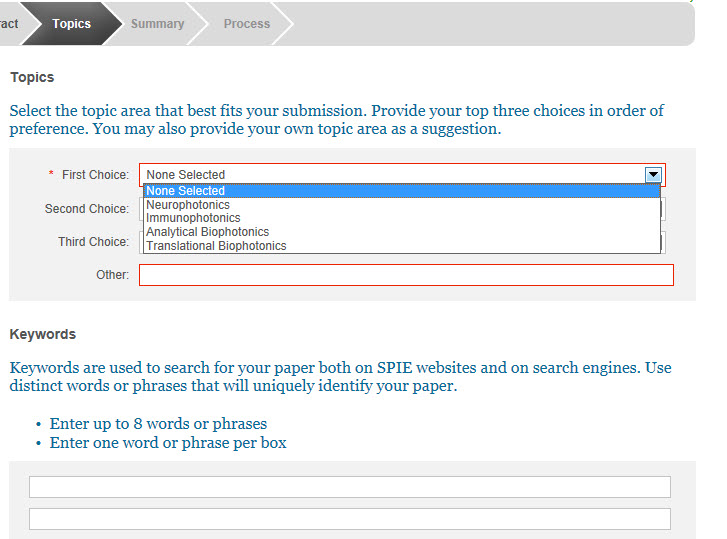 ract Topics Summary Process
Topics
Select the topic area that best fits your submission. Provide your top three choices in order of
preference. You may also provide your own topic area as a suggestion.
* First Choice: None Selected
None Selected
Second Choice: Neurophotonics
Immunophotonics
Analytical Biophotonics
Third Choice: Translational Biophotonics
Other:
Keywords
Keywords are used to search for your paper both on SPIE websites and on search engines. Use
distinct words or phrases that will uniquely identify your paper.
• Enter up to 8 words or phrases
• Enter one word or phrase per box